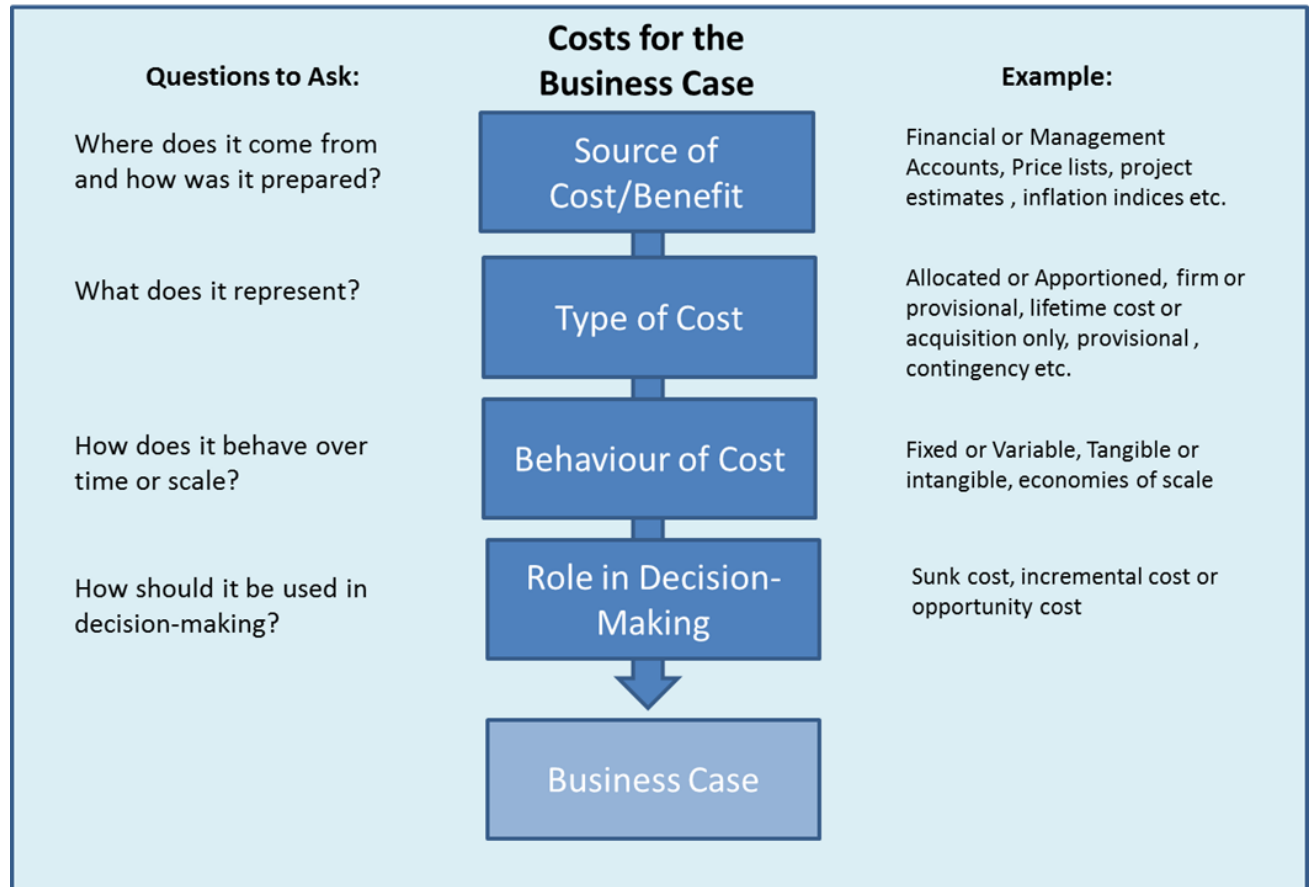 Costs for the
Business Case
Questions to Ask:
Example:
Where does it come from
and how was it prepared?
Source of
Cost/Benefit
Financial or Management
Accounts, Price lists, project
estimates , inflation indices etc.
What does it represent?
Type of Cost
Allocated or Apportioned, firm or
provisional, lifetime cost or
acquisition only, provisional ,
contingency etc.
How does it behave over
time or scale?
Behaviour of Cost
Fixed or Variable, Tangible or
intangible, economies of scale
How should it be used in
decision-making?
Role in Decision-
Making
Sunk cost, incremental cost or
opportunity cost
Business Case